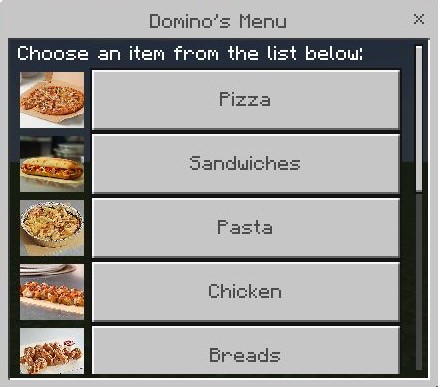 Domino's Menu
Choose an item from the list below:
Pizza
Sandwiches
Pasta
Chicken
Breads